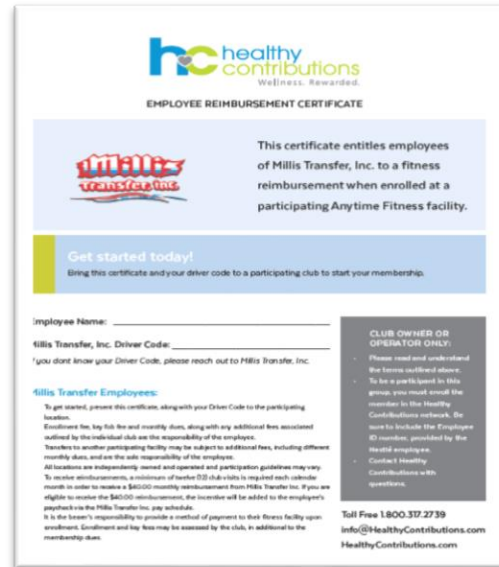 hc healthy
contributions
Wellness. Rewarded.
EMPLOYEE REIMBURSEMENT CERTIFICATE
Millis
Transfer Inc.
This certificate entitles employees
of Millis Transfer, Inc. to a fitness
reimbursement when enrolled at a
participating Anytime Fitness facility.
Get started today!
Bring this certificate and your driver code to a participating club to start your membership.
mployee Name:
illis Transfer, Inc. Driver Code:
you dont know your Driver Code, please reach out to Millis Transfer, Inc.
illis Transfer Employees:
To get started, present this certificate, along with your Driver Code to the participating
location.
Enrollment fee, key fob fee and monthly dues, along with any additional fees associated
outlined by the individual club are the responsibility of the employee.
Transfers to another participating facility may be subject to additional fees, including different
monthly dues, and are the sole responsibility of the employee.
All locations are independently owned and operated and participation guidelines may vary.
To receive reimbursements, a minimum of twelve (12) club visits is required each calendar
month in order to receive a $40.00 monthly reimbursement from Millis Transfer Inc. If you are
eligible to receive the $40.00 reimbursement, the incentive will be added to the employee's
paycheck via the Millis Transfer Inc. pay schedule.
It is the bearer's responsibility to provide a method of payment to their fitness facility upon
enrollment. Enrollment and key fees may be assessed by the club, in additional to the
membership dues.
CLUB OWNER OR
OPERATOR ONLY:
- Please read and understand
the terms outlined above.
- To be a participant in this
group, you must enroll the
member in the Healthy
Contributions network. Be
sure to include the Employee
ID number, provided by the
Nestlé employee.
- Contact Healthy
Contributions with
questions.
Toll Free 1.800.317.2739
info@HealthyContributions.com
HealthyContributions.com